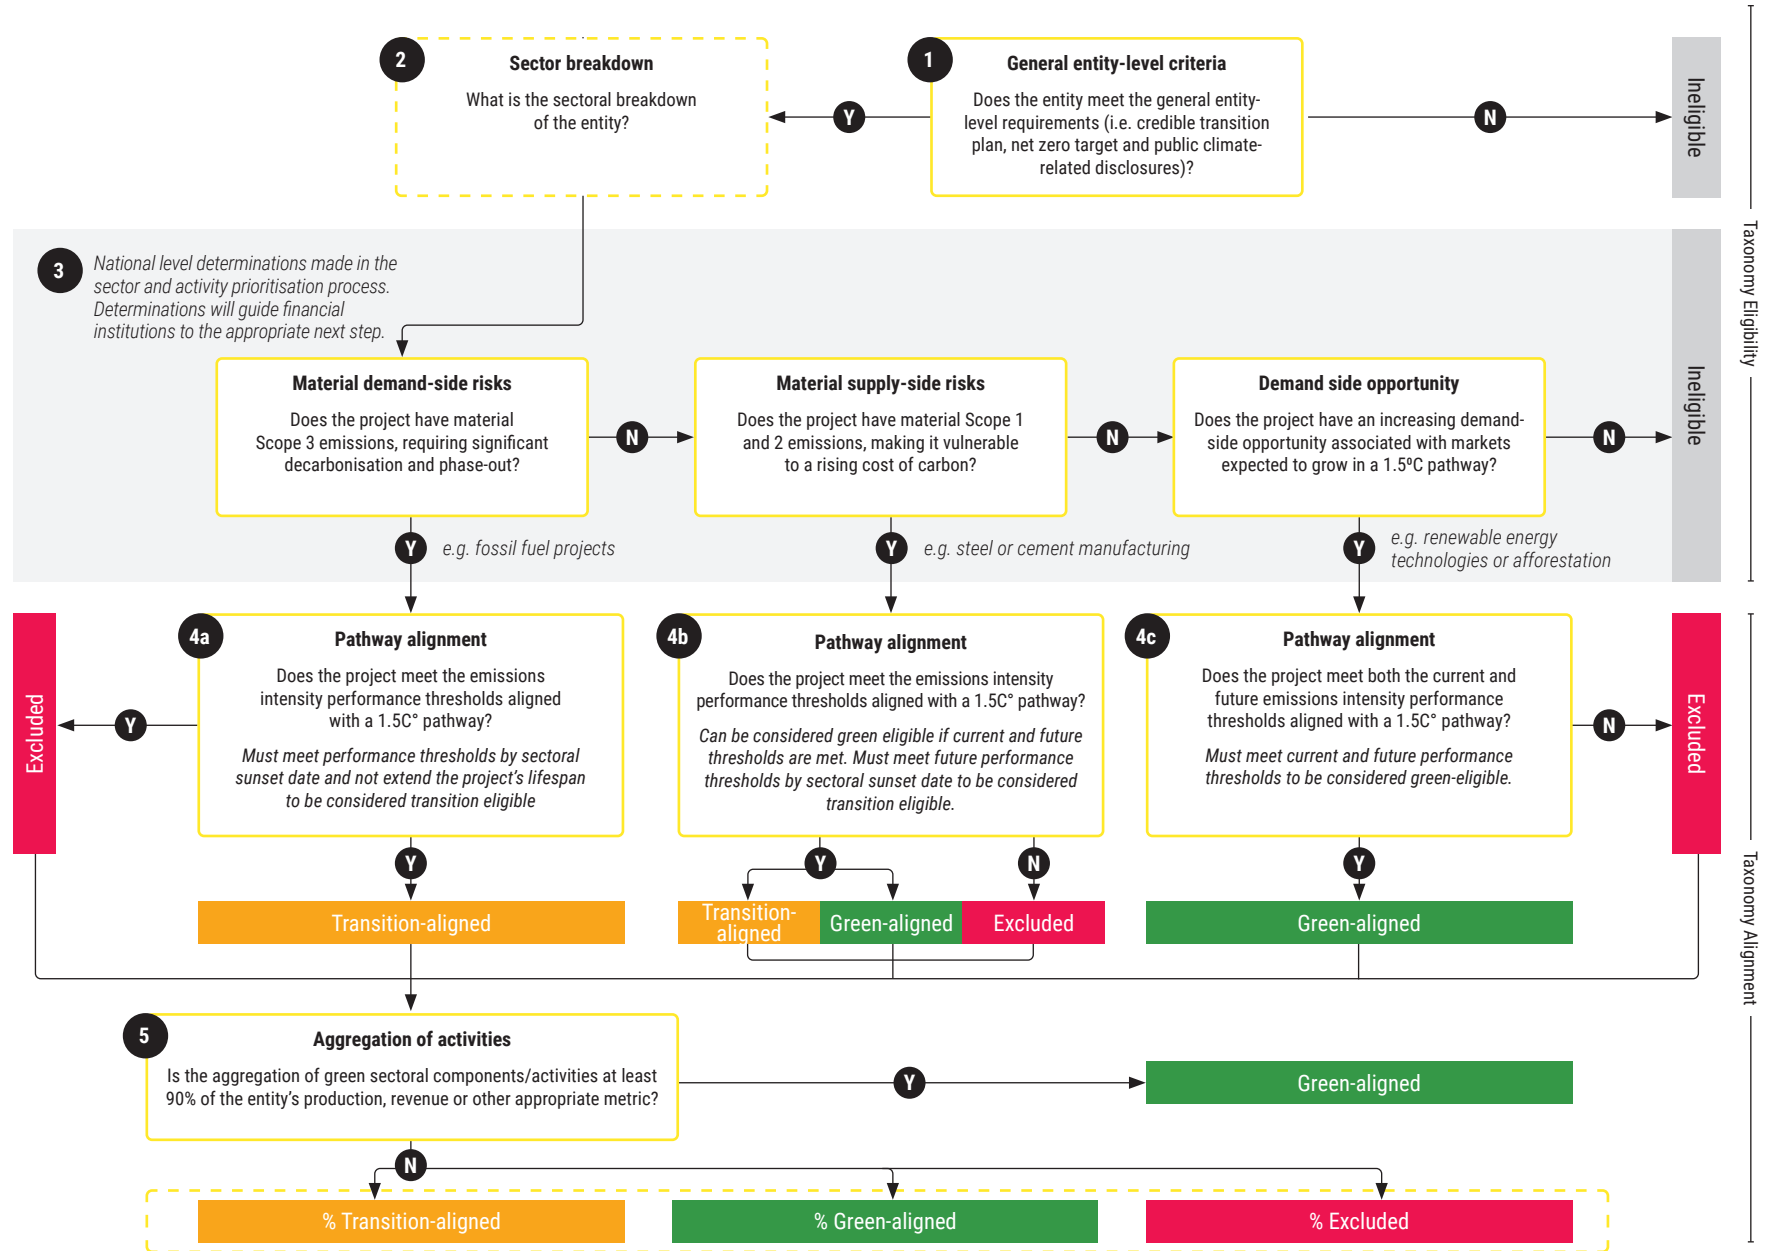 2
Sector breakdown
What is the sectoral breakdown
of the entity?
Y
1
General entity-level criteria
Does the entity meet the general entity-
level requirements (i.e. credible transition
plan, net zero target and public climate-
related disclosures)?
N
Ineligible
Taxonomy Eligibility
3
National level determinations made in the
sector and activity prioritisation process.
Determinations will guide financial
institutions to the appropriate next step.
Material demand-side risks
Does the project have material
Scope 3 emissions, requiring significant
decarbonisation and phase-out?
N
Material supply-side risks
Does the project have material Scope 1
and 2 emissions, making it vulnerable
to a rising cost of carbon?
N
Demand side opportunity
Does the project have an increasing demand-
side opportunity associated with markets
expected to grow in a 1.5ºC pathway?
N
Ineligible
Y
e.g. fossil fuel projects
Y
e.g. steel or cement manufacturing
Y
e.g. renewable energy
technologies or afforestation
Excluded
Y
4a
Pathway alignment
Does the project meet the emissions
intensity performance thresholds aligned
with a 1.5C° pathway?
Must meet performance thresholds by sectoral
sunset date and not extend the project's lifespan
to be considered transition eligible
4b
Pathway alignment
Does the project meet the emissions intensity
performance thresholds aligned with a 1.5C° pathway?
Can be considered green eligible if current and future
thresholds are met. Must meet future performance
thresholds by sectoral sunset date to be considered
transition eligible.
4c
Pathway alignment
Does the project meet both the current and
future emissions intensity performance
thresholds aligned with a 1.5C° pathway?
Must meet current and future performance
thresholds to be considered green-eligible.
N
Excluded
Taxonomy Alignment
Y
Y
N
Y
Transition-aligned
Transition-
aligned
Green-aligned
Excluded
Green-aligned
5
Aggregation of activities
Is the aggregation of green sectoral components/activities at least
90% of the entity's production, revenue or other appropriate metric?
Y
Green-aligned
N
% Transition-aligned
% Green-aligned
% Excluded